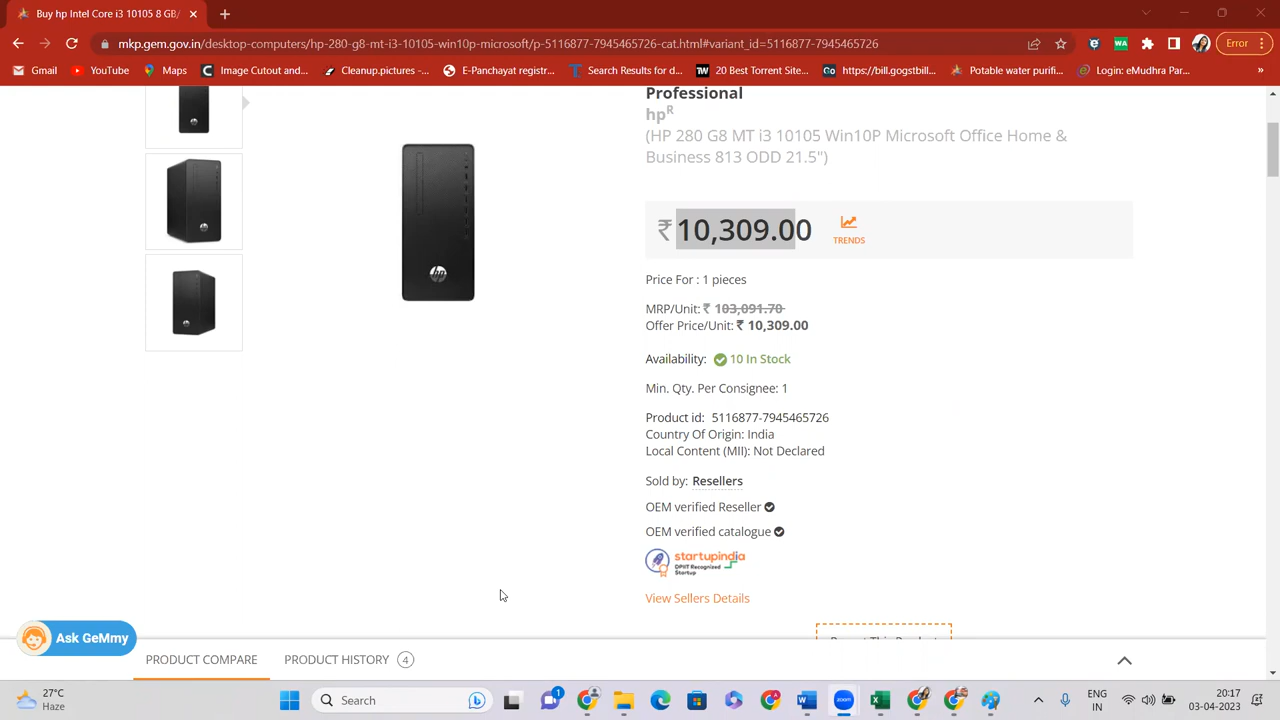 Buy hp Intel Core i3 10105 8 GB/
mkp.gem.gov.in/desktop-computers/hp-280-g8-mt-i3-10105-win10p-microsoft/p-5116877-7945465726-cat.html#variant_id=5116877-7945465726
Error
Gmail YouTube Maps Image Cutout and... Cleanup.pictures -... E-Panchayat registr... Search Results for d... 20 Best Torrent Site... https://bill.gogstbill... Potable water purifi... Login: eMudhra Par... »
Professional
hpR
(HP 280 G8 MT i3 10105 Win10P Microsoft Office Home &
Business 813 ODD 21.5")
₹ 10,309.00
TRENDS
Price For : 1 pieces
MRP/Unit: ₹ 103,091.70
Offer Price/Unit: ₹ 10,309.00
Availability: 10 In Stock
Min. Qty. Per Consignee: 1
Product id: 5116877-7945465726
Country Of Origin: India
Local Content (MII): Not Declared
Sold by: Resellers
OEM verified Reseller
OEM verified catalogue
startupindia
DPIIT Recognized
Startup
View Sellers Details
Ask GeMmy
PRODUCT COMPARE PRODUCT HISTORY 4
27°C
Haze
Search
1
zoom
ENG
IN
20:17
03-04-2023